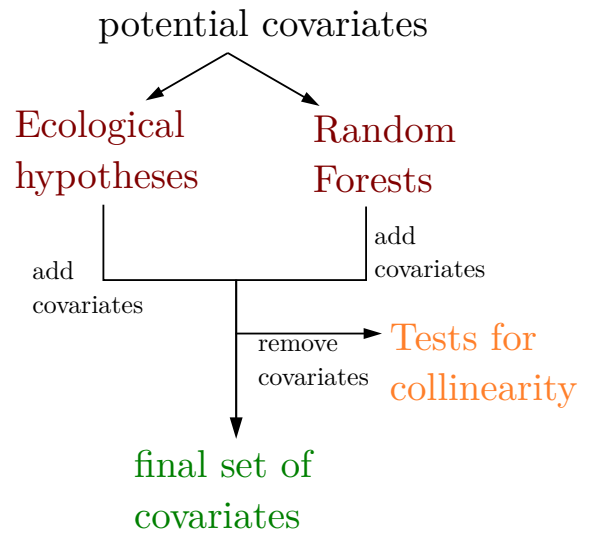 potential covariates
Ecological
hypotheses
Random
Forests
add
covariates
add
covariates
remove
covariates
Tests for
collinearity
final set of
covariates